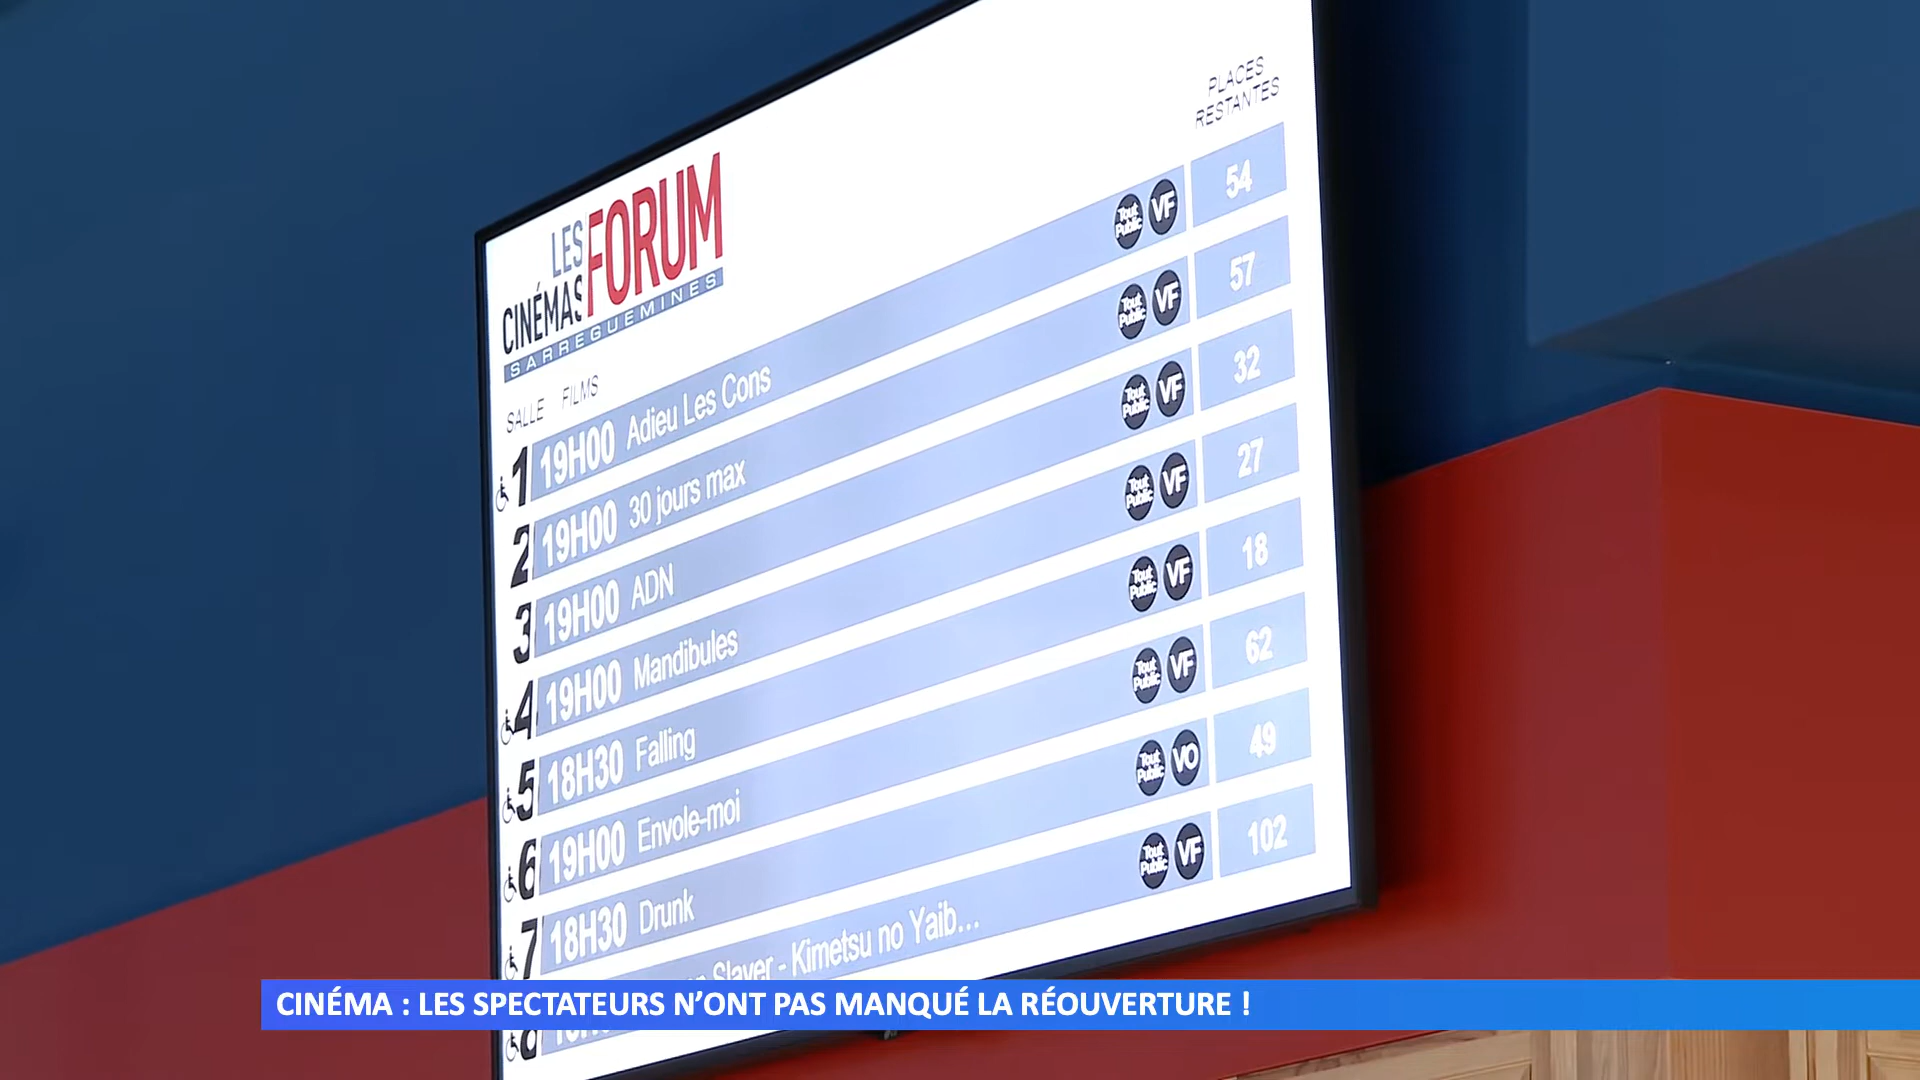 LES
CINÉMAS FORUM
SARREGUEMINES
PLACES
RESTANTES
SALLE FILMS
1 19H00 Adieu Les Cons Tout Public VF 54
2 19H00 30 jours max Tout Public VF 57
3 19H00 ADN Tout Public VF 32
4 19H00 Mandibules Tout Public VF 27
5 18H30 Falling Tout Public VF 18
6 19H00 Envole-moi Tout Public VF 62
7 18H30 Drunk Tout Public VO 49
8 Slayer - Kimetsu no Yaib... Tout Public VF 102
CINÉMA : LES SPECTATEURS N'ONT PAS MANQUÉ LA RÉOUVERTURE !